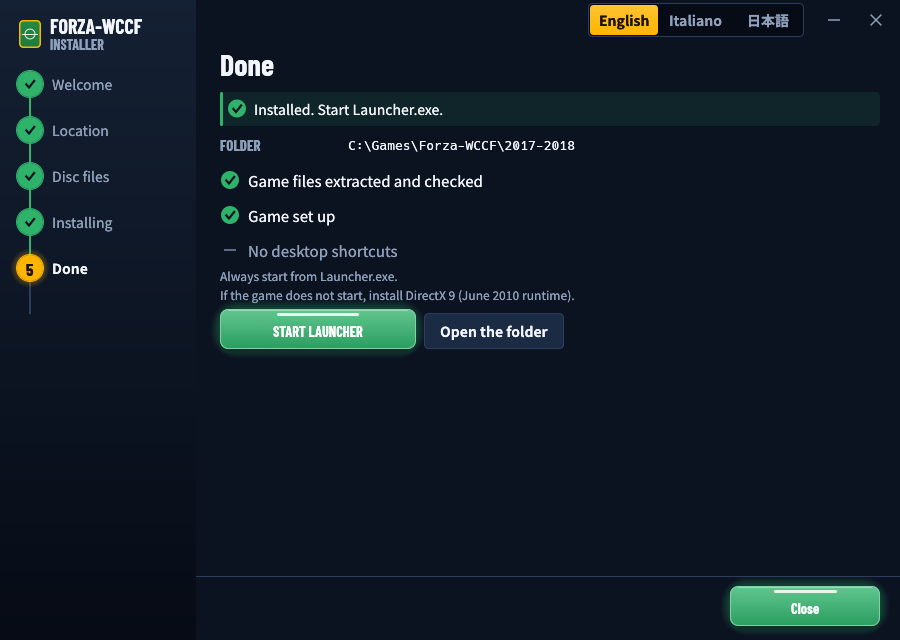 FORZA-WCCF
INSTALLER
English Italiano 日本語
Welcome
Location
Disc files
Installing
5 Done
Done
Installed. Start Launcher.exe.
FOLDER C:\Games\Forza-WCCF\2017-2018
Game files extracted and checked
Game set up
No desktop shortcuts
Always start from Launcher.exe.
If the game does not start, install DirectX 9 (June 2010 runtime).
START LAUNCHER Open the folder
Close